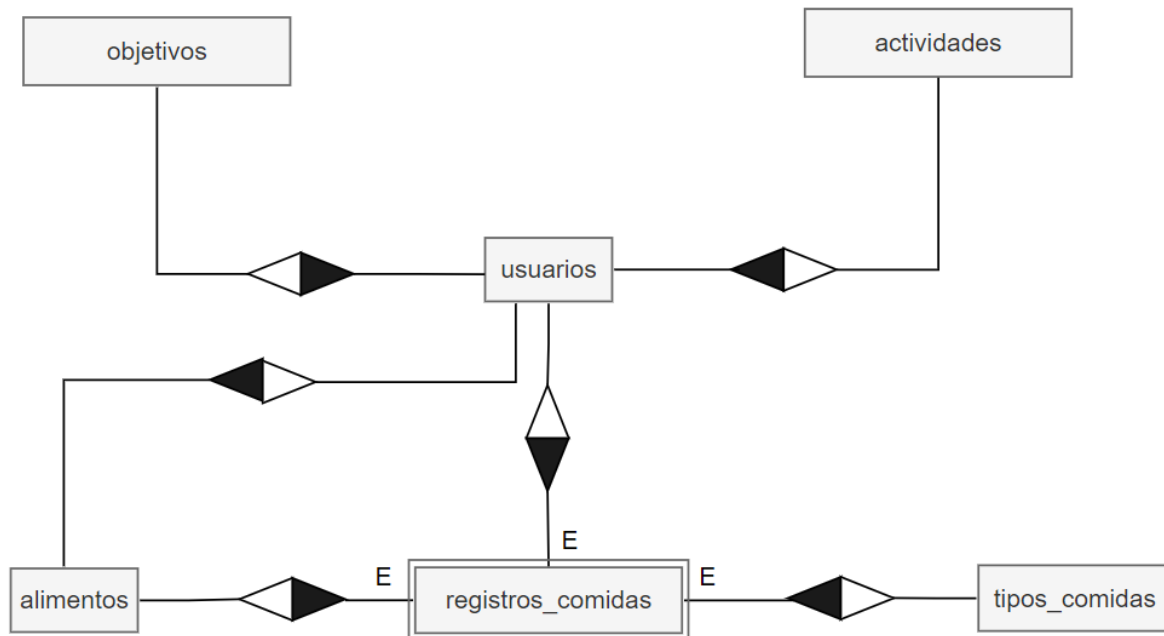 objetivos
actividades
usuarios
E
E
E
alimentos
registros_comidas
tipos_comidas